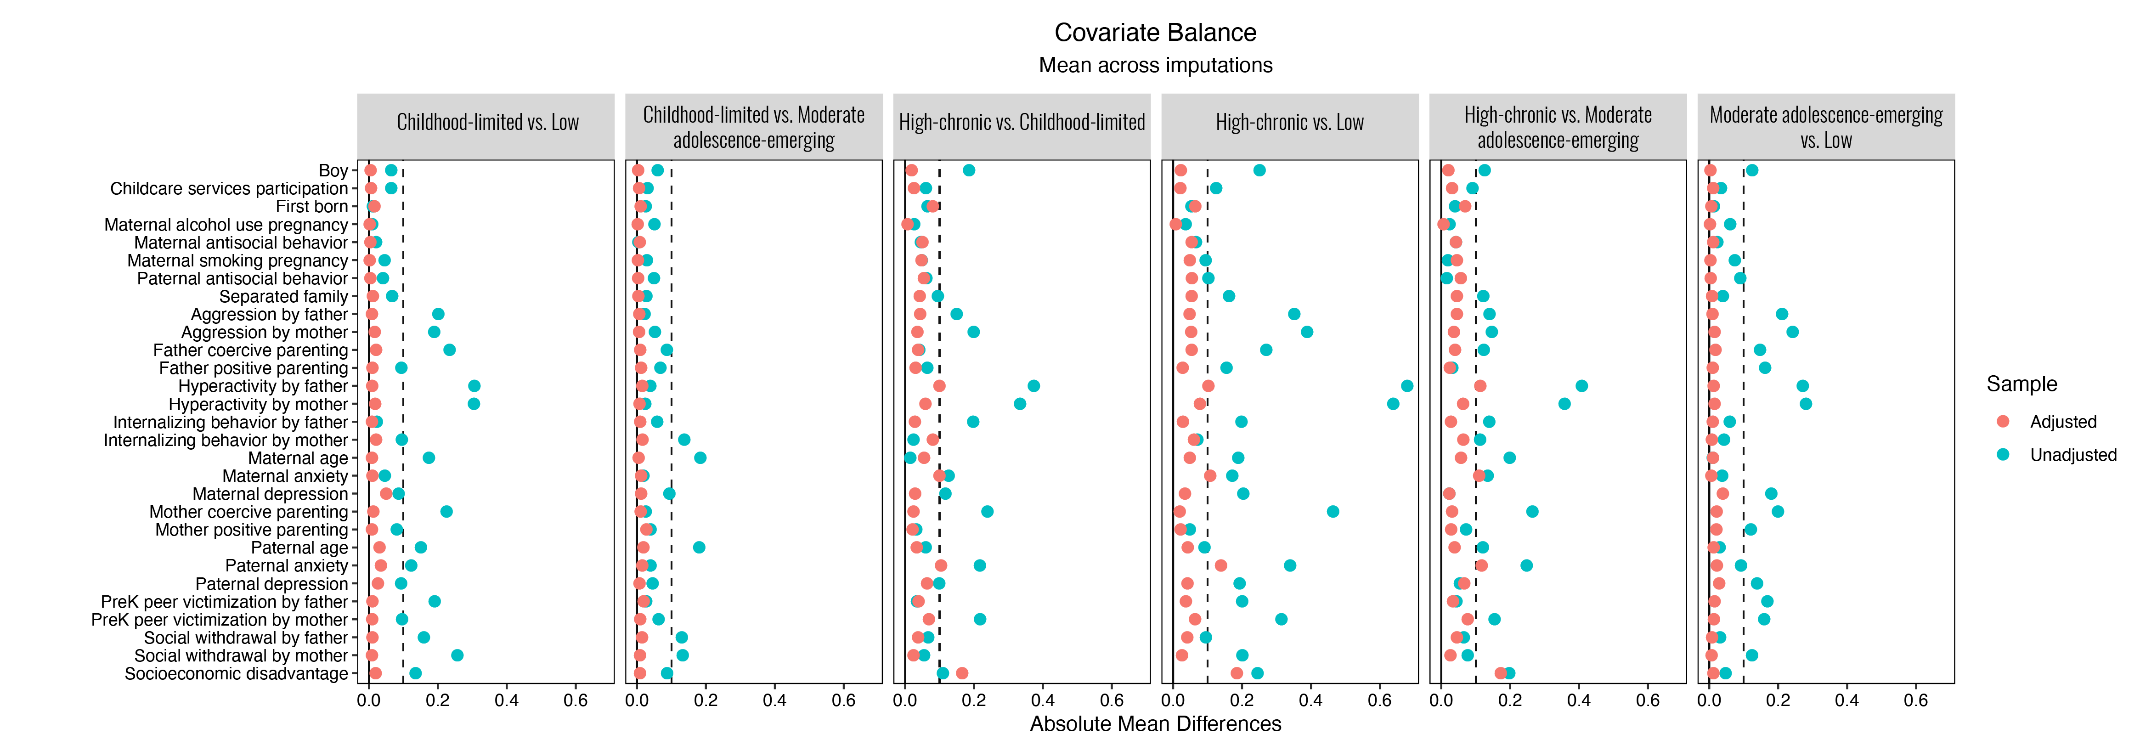 Covariate Balance
Mean across imputations
Childhood-limited vs. Low
Childhood-limited vs. Moderate
adolescence-emerging
High-chronic vs. Childhood-limited
High-chronic vs. Low
High-chronic vs. Moderate
adolescence-emerging
Moderate adolescence-emerging
vs. Low
Boy
Childcare services participation
First born
Maternal alcohol use pregnancy
Maternal antisocial behavior
Maternal smoking pregnancy
Paternal antisocial behavior
Separated family
Aggression by father
Aggression by mother
Father coercive parenting
Father positive parenting
Hyperactivity by father
Hyperactivity by mother
Internalizing behavior by father
Internalizing behavior by mother
Maternal age
Maternal anxiety
Maternal depression
Mother coercive parenting
Mother positive parenting
Paternal age
Paternal anxiety
Paternal depression
PreK peer victimization by father
PreK peer victimization by mother
Social withdrawal by father
Social withdrawal by mother
Socioeconomic disadvantage
0.0 0.2 0.4 0.6
0.0 0.2 0.4 0.6
0.0 0.2 0.4 0.6
0.0 0.2 0.4 0.6
0.0 0.2 0.4 0.6
0.0 0.2 0.4 0.6
Absolute Mean Differences
Sample
Adjusted
Unadjusted